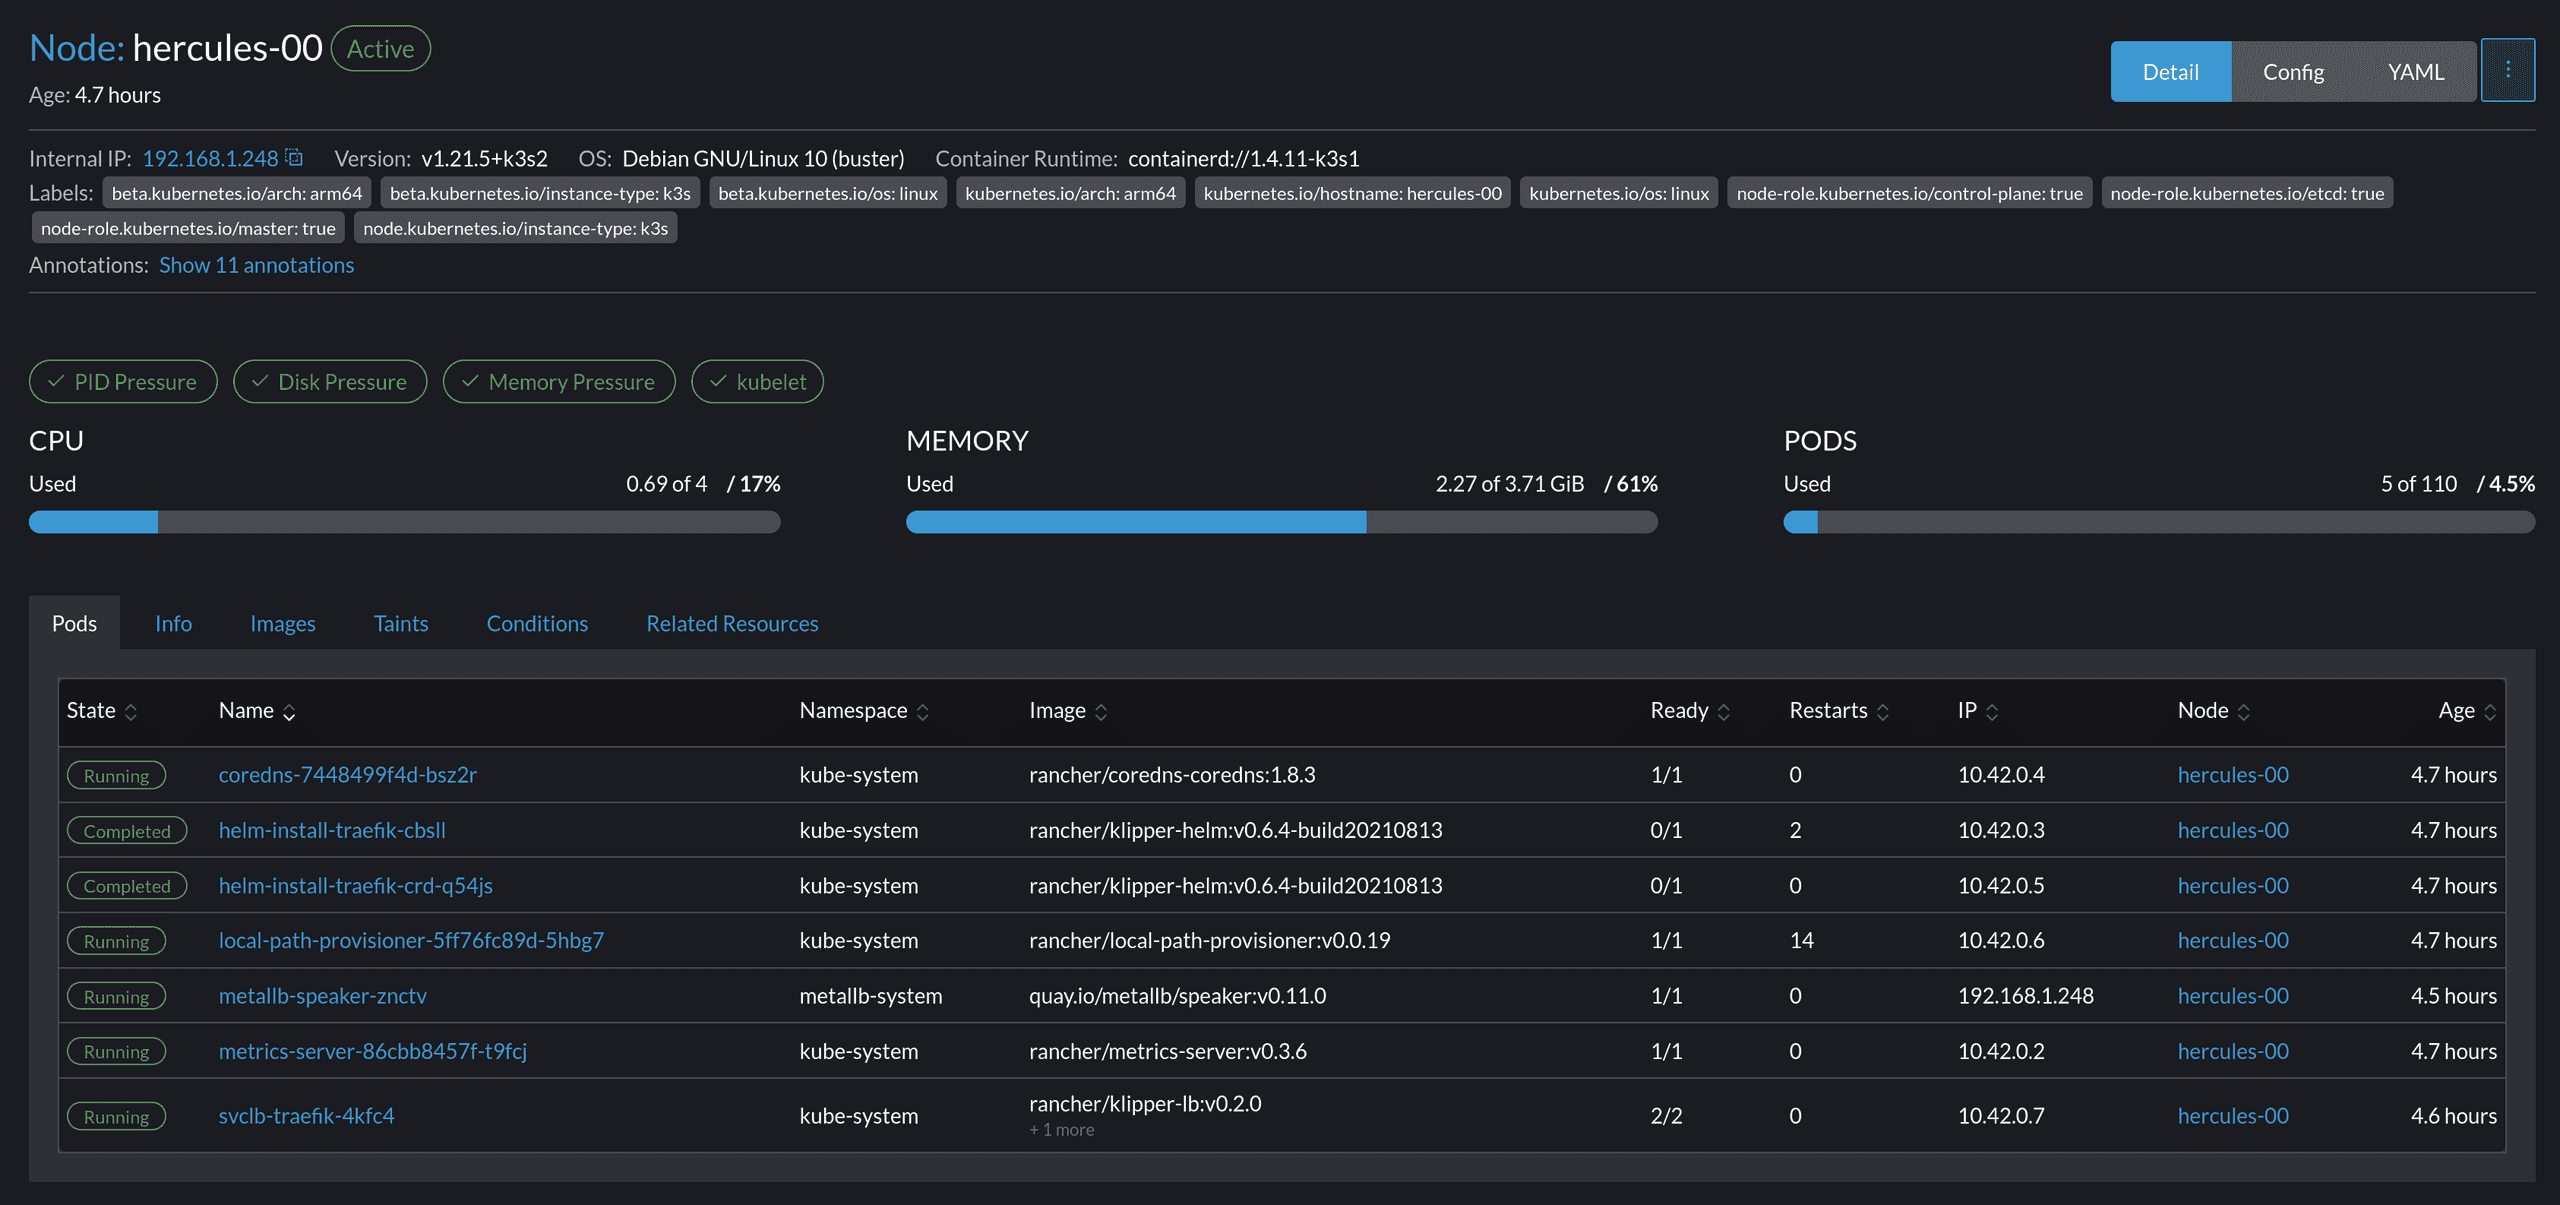 Node: hercules-00 Active
Age: 4.7 hours
Detail Config YAML
Internal IP: 192.168.1.248 Version: v1.21.5+k3s2 OS: Debian GNU/Linux 10 (buster) Container Runtime: containerd://1.4.11-k3s1
Labels: beta.kubernetes.io/arch: arm64 beta.kubernetes.io/instance-type: k3s beta.kubernetes.io/os: linux kubernetes.io/arch: arm64 kubernetes.io/hostname: hercules-00 kubernetes.io/os: linux node-role.kubernetes.io/control-plane: true node-role.kubernetes.io/etcd: true
node-role.kubernetes.io/master: true node.kubernetes.io/instance-type: k3s
Annotations: Show 11 annotations
PID Pressure Disk Pressure Memory Pressure kubelet
CPU
Used 0.69 of 4 / 17%
MEMORY
Used 2.27 of 3.71 GiB / 61%
PODS
Used 5 of 110 / 4.5%
Pods Info Images Taints Conditions Related Resources
State Name Namespace Image Ready Restarts IP Node Age
Running coredns-7448499f4d-bsz2r kube-system rancher/coredns-coredns:1.8.3 1/1 0 10.42.0.4 hercules-00 4.7 hours
Completed helm-install-traefik-cbsll kube-system rancher/klipper-helm:v0.6.4-build20210813 0/1 2 10.42.0.3 hercules-00 4.7 hours
Completed helm-install-traefik-crd-q54js kube-system rancher/klipper-helm:v0.6.4-build20210813 0/1 0 10.42.0.5 hercules-00 4.7 hours
Running local-path-provisioner-5ff76fc89d-5hbg7 kube-system rancher/local-path-provisioner:v0.0.19 1/1 14 10.42.0.6 hercules-00 4.7 hours
Running metallb-speaker-znctv metallb-system quay.io/metallb/speaker:v0.11.0 1/1 0 192.168.1.248 hercules-00 4.5 hours
Running metrics-server-86cbb8457f-t9fcj kube-system rancher/metrics-server:v0.3.6 1/1 0 10.42.0.2 hercules-00 4.7 hours
Running svclb-traefik-4kfc4 kube-system rancher/klipper-lb:v0.2.0 2/2 0 10.42.0.7 hercules-00 4.6 hours
+ 1 more